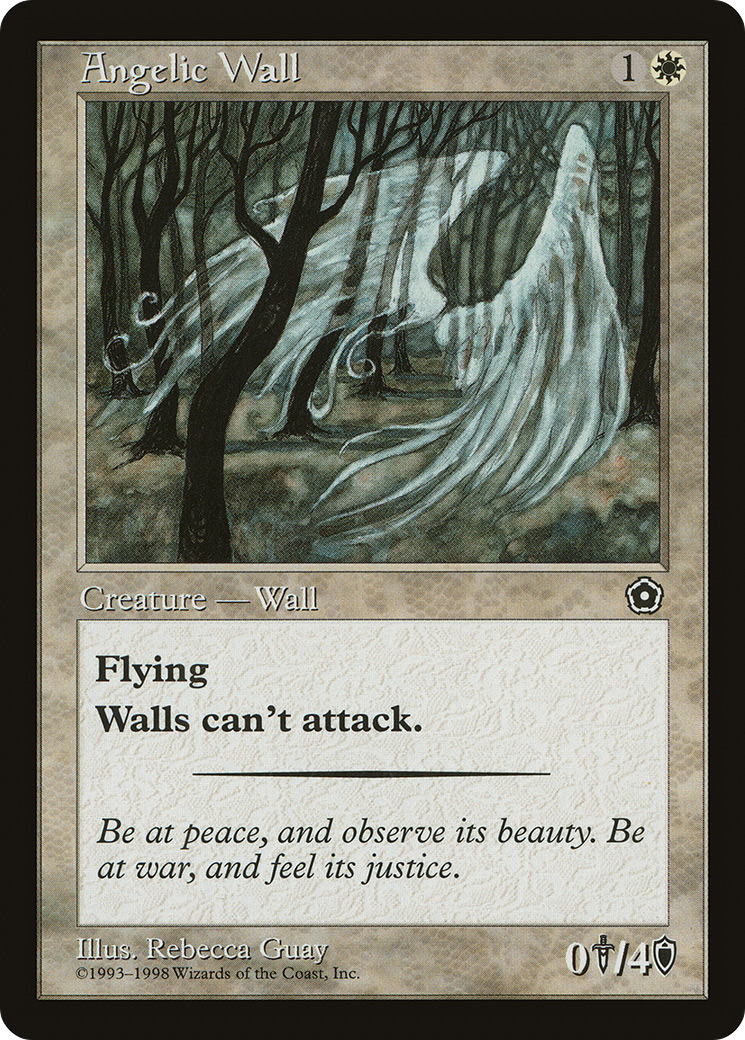 Angelic Wall 1
Creature — Wall
Flying
Walls can't attack.
Be at peace, and observe its beauty. Be
at war, and feel its justice.
Illus. Rebecca Guay
©1993–1998 Wizards of the Coast, Inc.
0/4